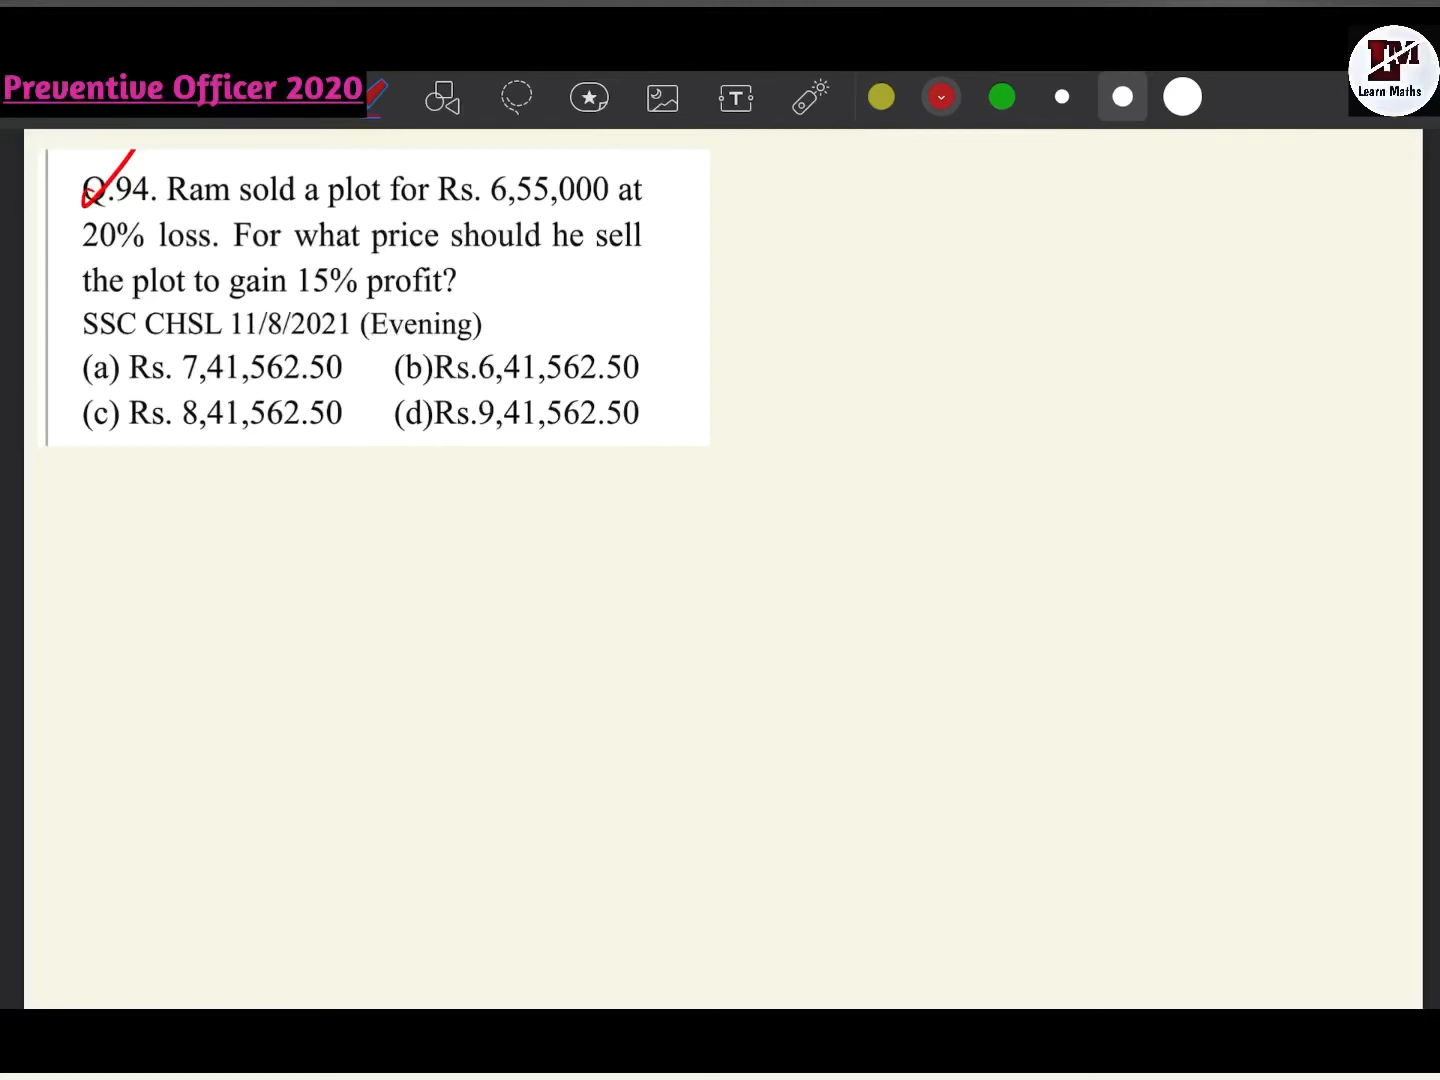 Preventive Officer 2020
T
LM
Learn Maths
Q.94. Ram sold a plot for Rs. 6,55,000 at
20% loss. For what price should he sell
the plot to gain 15% profit?
SSC CHSL 11/8/2021 (Evening)
(a) Rs. 7,41,562.50 (b)Rs.6,41,562.50
(c) Rs. 8,41,562.50 (d)Rs.9,41,562.50